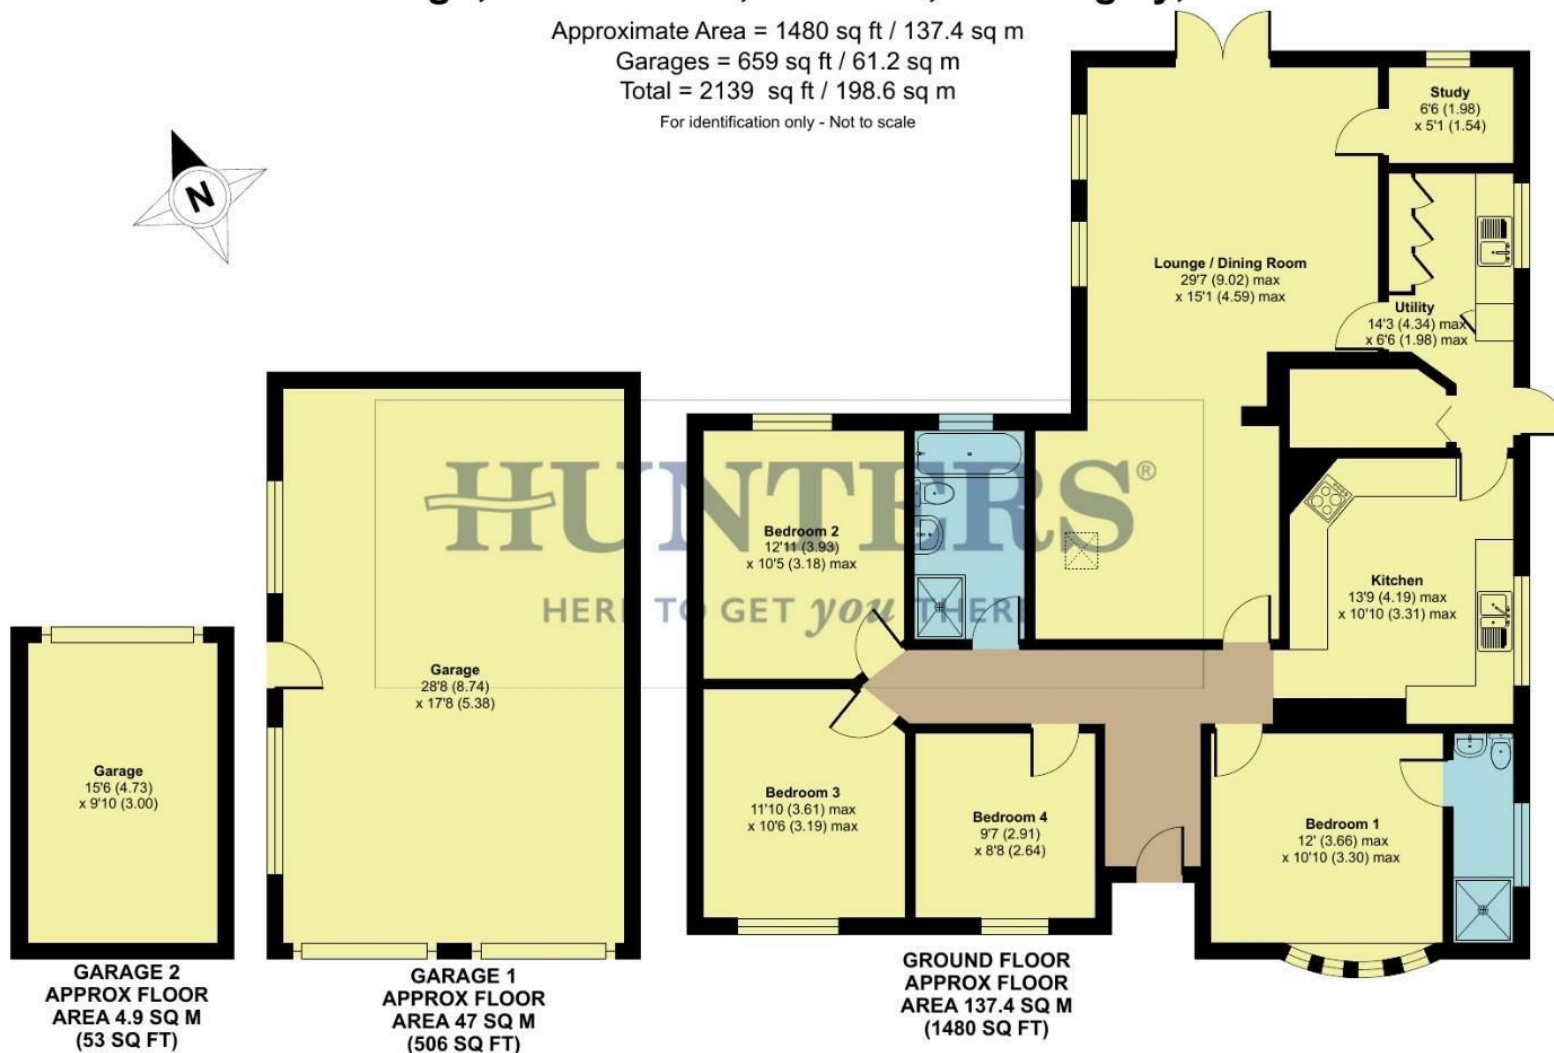 Approximate Area = 1480 sq ft / 137.4 sq m
Garages = 659 sq ft / 61.2 sq m
Total = 2139 sq ft / 198.6 sq m
For identification only - Not to scale
N
Study
6'6 (1.98)
x 5'1 (1.54)
Lounge / Dining Room
29'7 (9.02) max
x 15'1 (4.59) max
Utility
14'3 (4.34) max
x 6'6 (1.98) max
HUNTERS®
HERE TO GET you THERE
Bedroom 2
12'11 (3.93)
x 10'5 (3.18) max
Kitchen
13'9 (4.19) max
x 10'10 (3.31) max
Garage
28'8 (8.74)
x 17'8 (5.38)
Garage
15'6 (4.73)
x 9'10 (3.00)
Bedroom 3
11'10 (3.61) max
x 10'6 (3.19) max
Bedroom 4
9'7 (2.91)
x 8'8 (2.64)
Bedroom 1
12' (3.66) max
x 10'10 (3.30) max
GARAGE 2
APPROX FLOOR
AREA 4.9 SQ M
(53 SQ FT)
GARAGE 1
APPROX FLOOR
AREA 47 SQ M
(506 SQ FT)
GROUND FLOOR
APPROX FLOOR
AREA 137.4 SQ M
(1480 SQ FT)